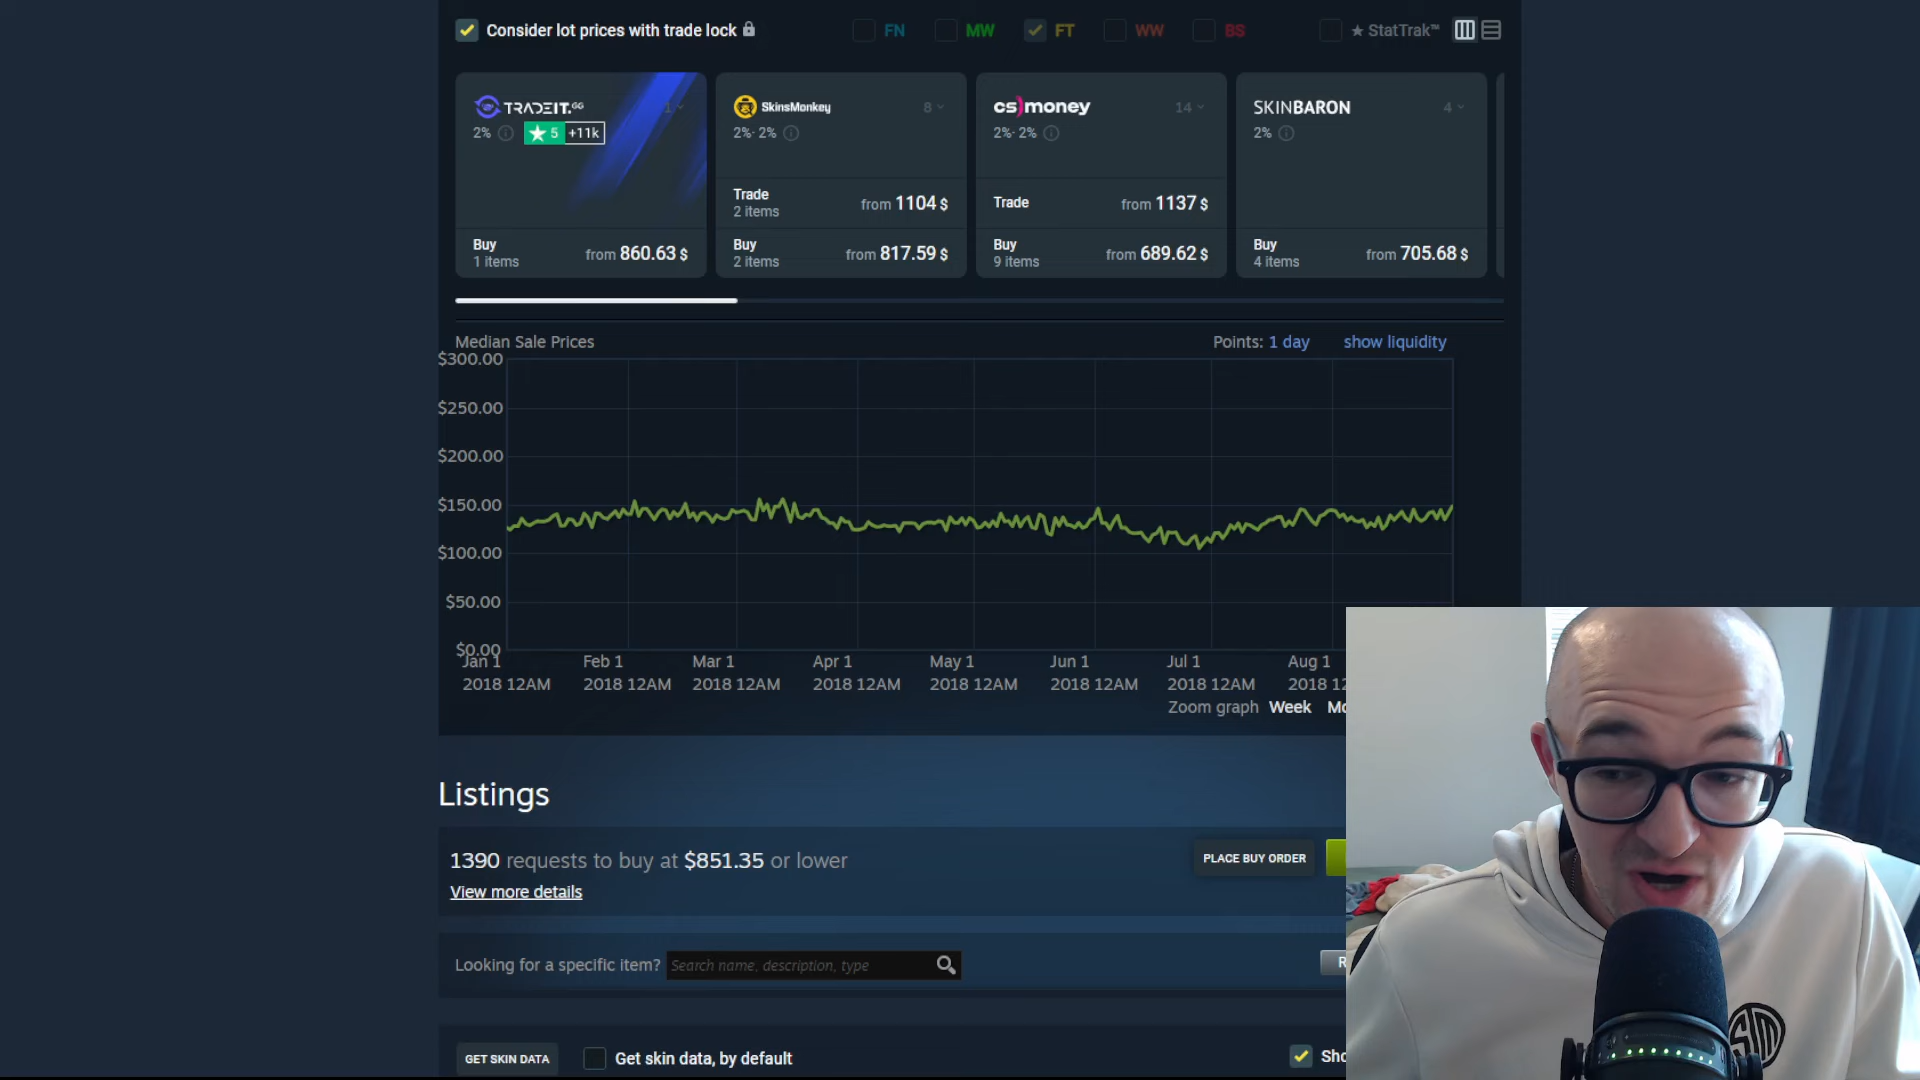 Consider lot prices with trade lock
FN MW FT WW BS ★ StatTrak™
TRADEIT.GG 1
2% ★ 5 +11k
Buy
1 items
from 860.63 $
SkinsMonkey 8
2%· 2%
Trade
2 items
from 1104 $
Buy
2 items
from 817.59 $
cs)money 14
2%· 2%
Trade
from 1137 $
Buy
9 items
from 689.62 $
SKINBARON 4
2%
Buy
4 items
from 705.68 $
Median Sale Prices
Points: 1 day show liquidity
$300.00
$250.00
$200.00
$150.00
$100.00
$50.00
$0.00
Jan 1 Feb 1 Mar 1 Apr 1 May 1 Jun 1 Jul 1 Aug 1
2018 12AM 2018 12AM 2018 12AM 2018 12AM 2018 12AM 2018 12AM 2018 12AM 2018
Zoom graph Week
Listings
1390 requests to buy at $851.35 or lower
PLACE BUY ORDER
View more details
Looking for a specific item? Search name, description, type
GET SKIN DATA Get skin data, by default
TSM